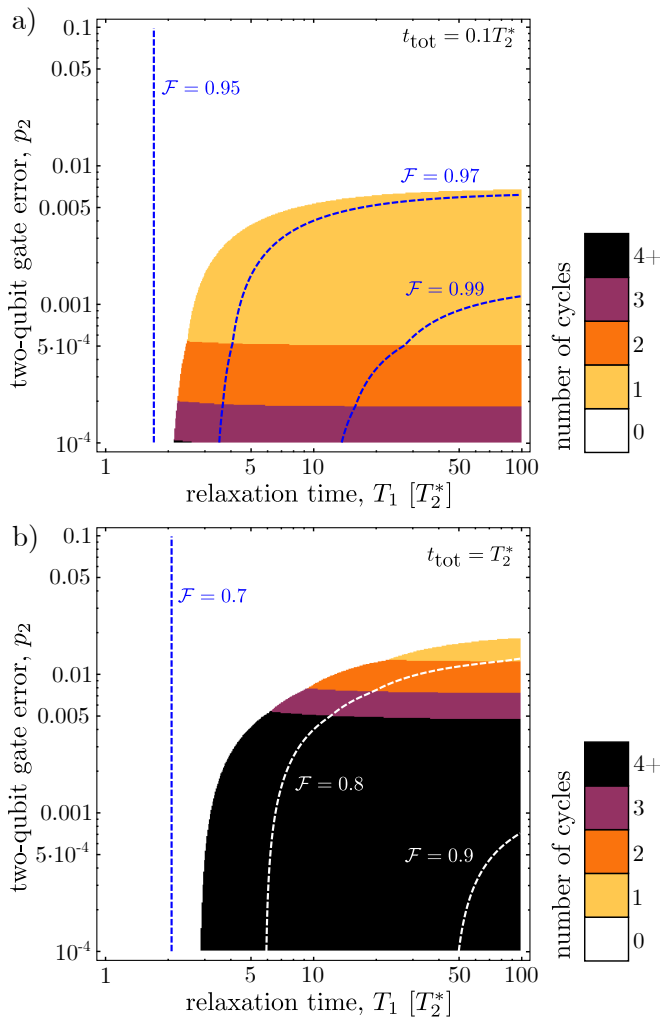 a)
t_tot = 0.1T_2^*
two-qubit gate error, p_2
0.1
0.05
0.01
0.005
0.001
5·10^-4
10^-4
F = 0.95
F = 0.97
F = 0.99
1
5
10
50
100
relaxation time, T_1 [T_2^*]
number of cycles
4+
3
2
1
0
b)
t_tot = T_2^*
two-qubit gate error, p_2
0.1
0.05
0.01
0.005
0.001
5·10^-4
10^-4
F = 0.7
F = 0.8
F = 0.9
1
5
10
50
100
relaxation time, T_1 [T_2^*]
number of cycles
4+
3
2
1
0